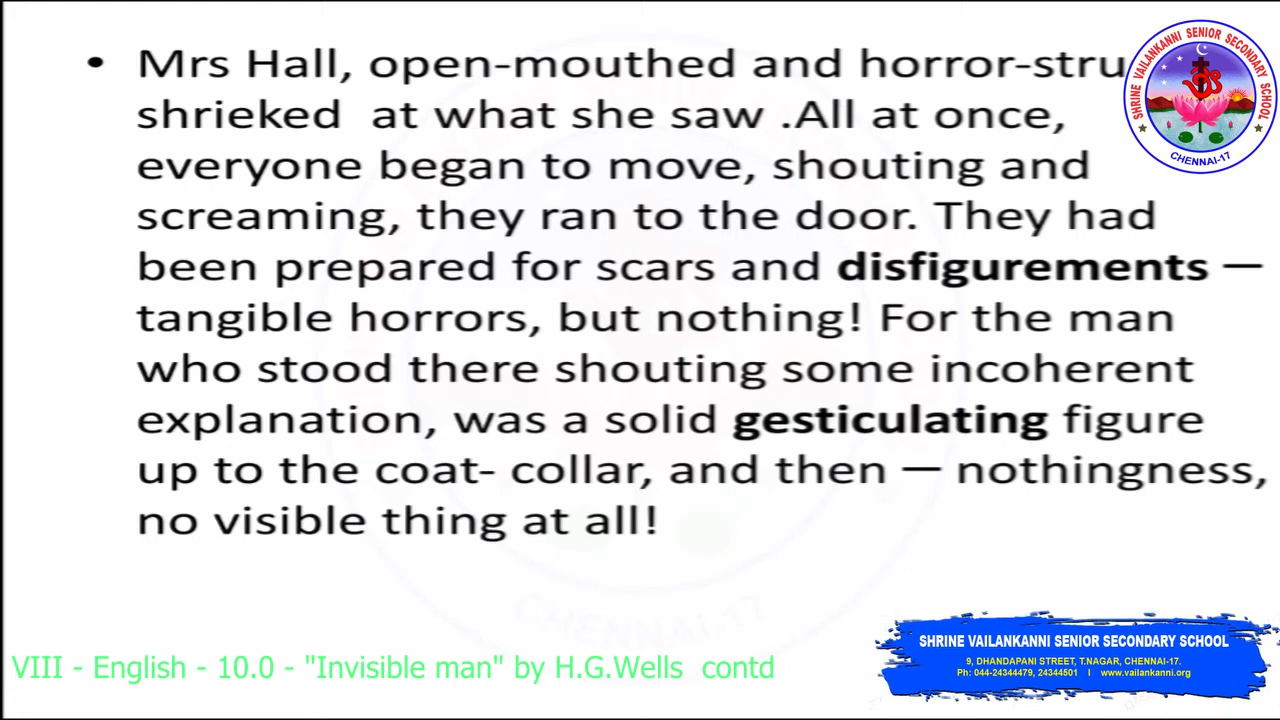 • Mrs Hall, open-mouthed and horror-stru
shrieked at what she saw .All at once,
everyone began to move, shouting and
screaming, they ran to the door. They had
been prepared for scars and disfigurements —
tangible horrors, but nothing! For the man
who stood there shouting some incoherent
explanation, was a solid gesticulating figure
up to the coat- collar, and then — nothingness,
no visible thing at all!
SHRINE VAILANKANNI SENIOR SECONDARY SCHOOL
CHENNAI-17
CHENNAI-17
VIII - English - 10.0 - "Invisible man" by H.G.Wells contd
SHRINE VAILANKANNI SENIOR SECONDARY SCHOOL
9, DHANDAPANI STREET, T.NAGAR, CHENNAI-17.
Ph: 044-24344479, 24344501 I www.vailankanni.org